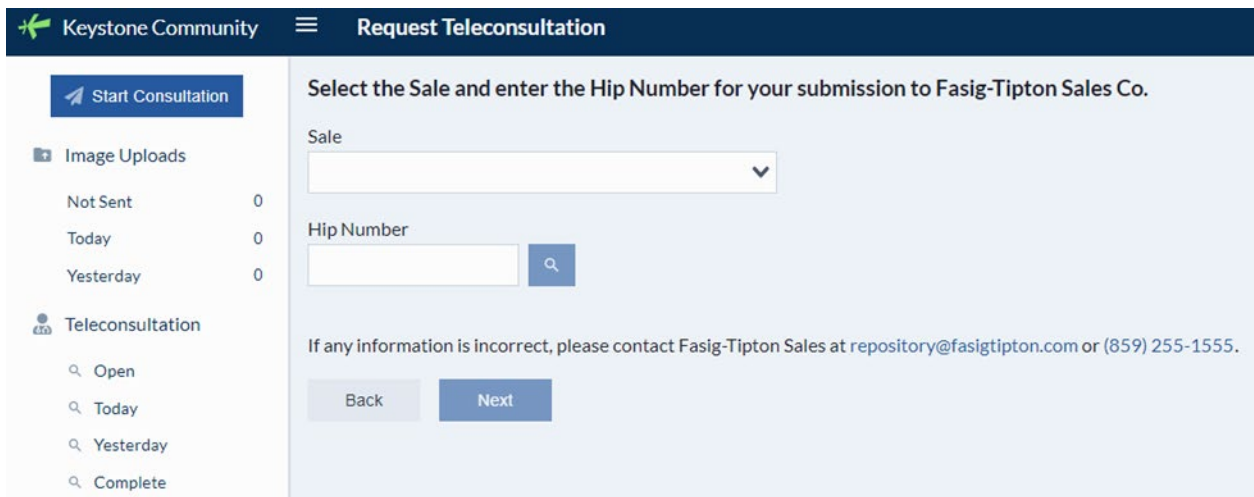 Keystone Community
Request Teleconsultation
Start Consultation
Image Uploads
Not Sent 0
Today 0
Yesterday 0
Teleconsultation
Open
Today
Yesterday
Complete
Select the Sale and enter the Hip Number for your submission to Fasig-Tipton Sales Co.
Sale
Hip Number
If any information is incorrect, please contact Fasig-Tipton Sales at repository@fasigtipton.com or (859) 255-1555.
Back Next